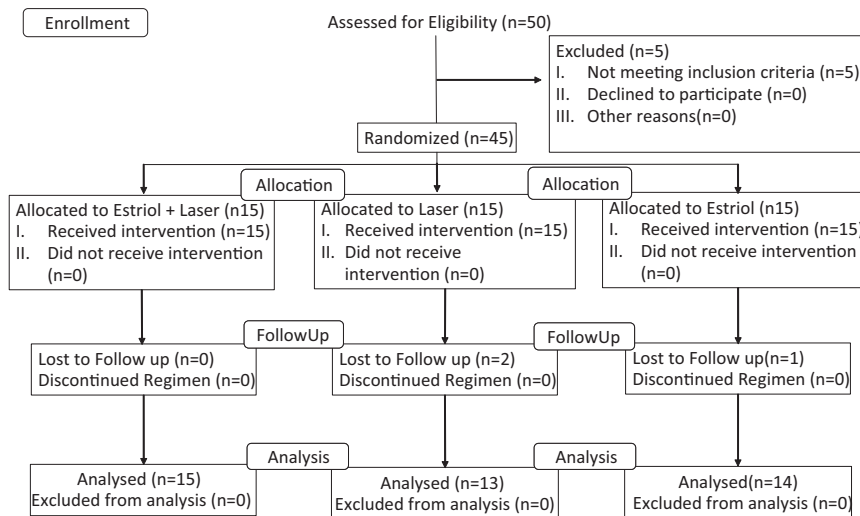 Enrollment
Assessed for Eligibility (n=50)
Excluded (n=5)
I. Not meeting inclusion criteria (n=5)
II. Declined to participate (n=0)
III. Other reasons(n=0)
Randomized (n=45)
Allocation
Allocation
Allocated to Estriol + Laser (n15)
I. Received intervention (n=15)
II. Did not receive intervention
(n=0)
Allocated to Laser (n15)
I. Received intervention (n=15)
II. Did not receive
intervention (n=0)
Allocated to Estriol (n15)
I. Received intervention (n=15)
II. Did not receive intervention
(n=0)
FollowUp
FollowUp
Lost to Follow up (n=0)
Discontinued Regimen (n=0)
Lost to Follow up (n=2)
Discontinued Regimen (n=0)
Lost to Follow up(n=1)
Discontinued Regimen (n=0)
Analysis
Analysis
Analysed (n=15)
Excluded from analysis (n=0)
Analysed (n=13)
Excluded from analysis (n=0)
Analysed(n=14)
Excluded from analysis (n=0)